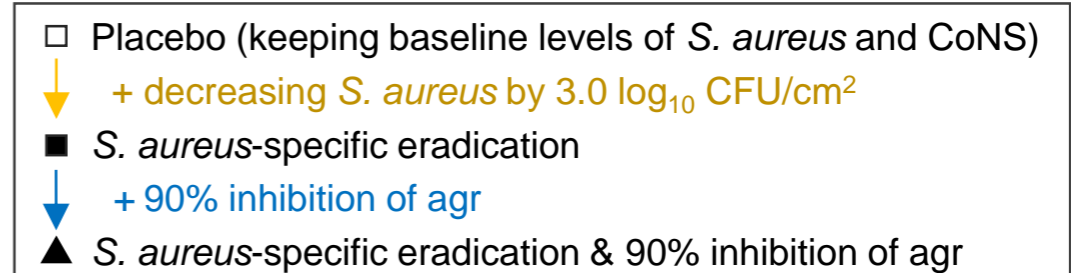 □ Placebo (keeping baseline levels of S. aureus and CoNS)
+ decreasing S. aureus by 3.0 log₁₀ CFU/cm²
■ S. aureus-specific eradication
+ 90% inhibition of agr
▲ S. aureus-specific eradication & 90% inhibition of agr